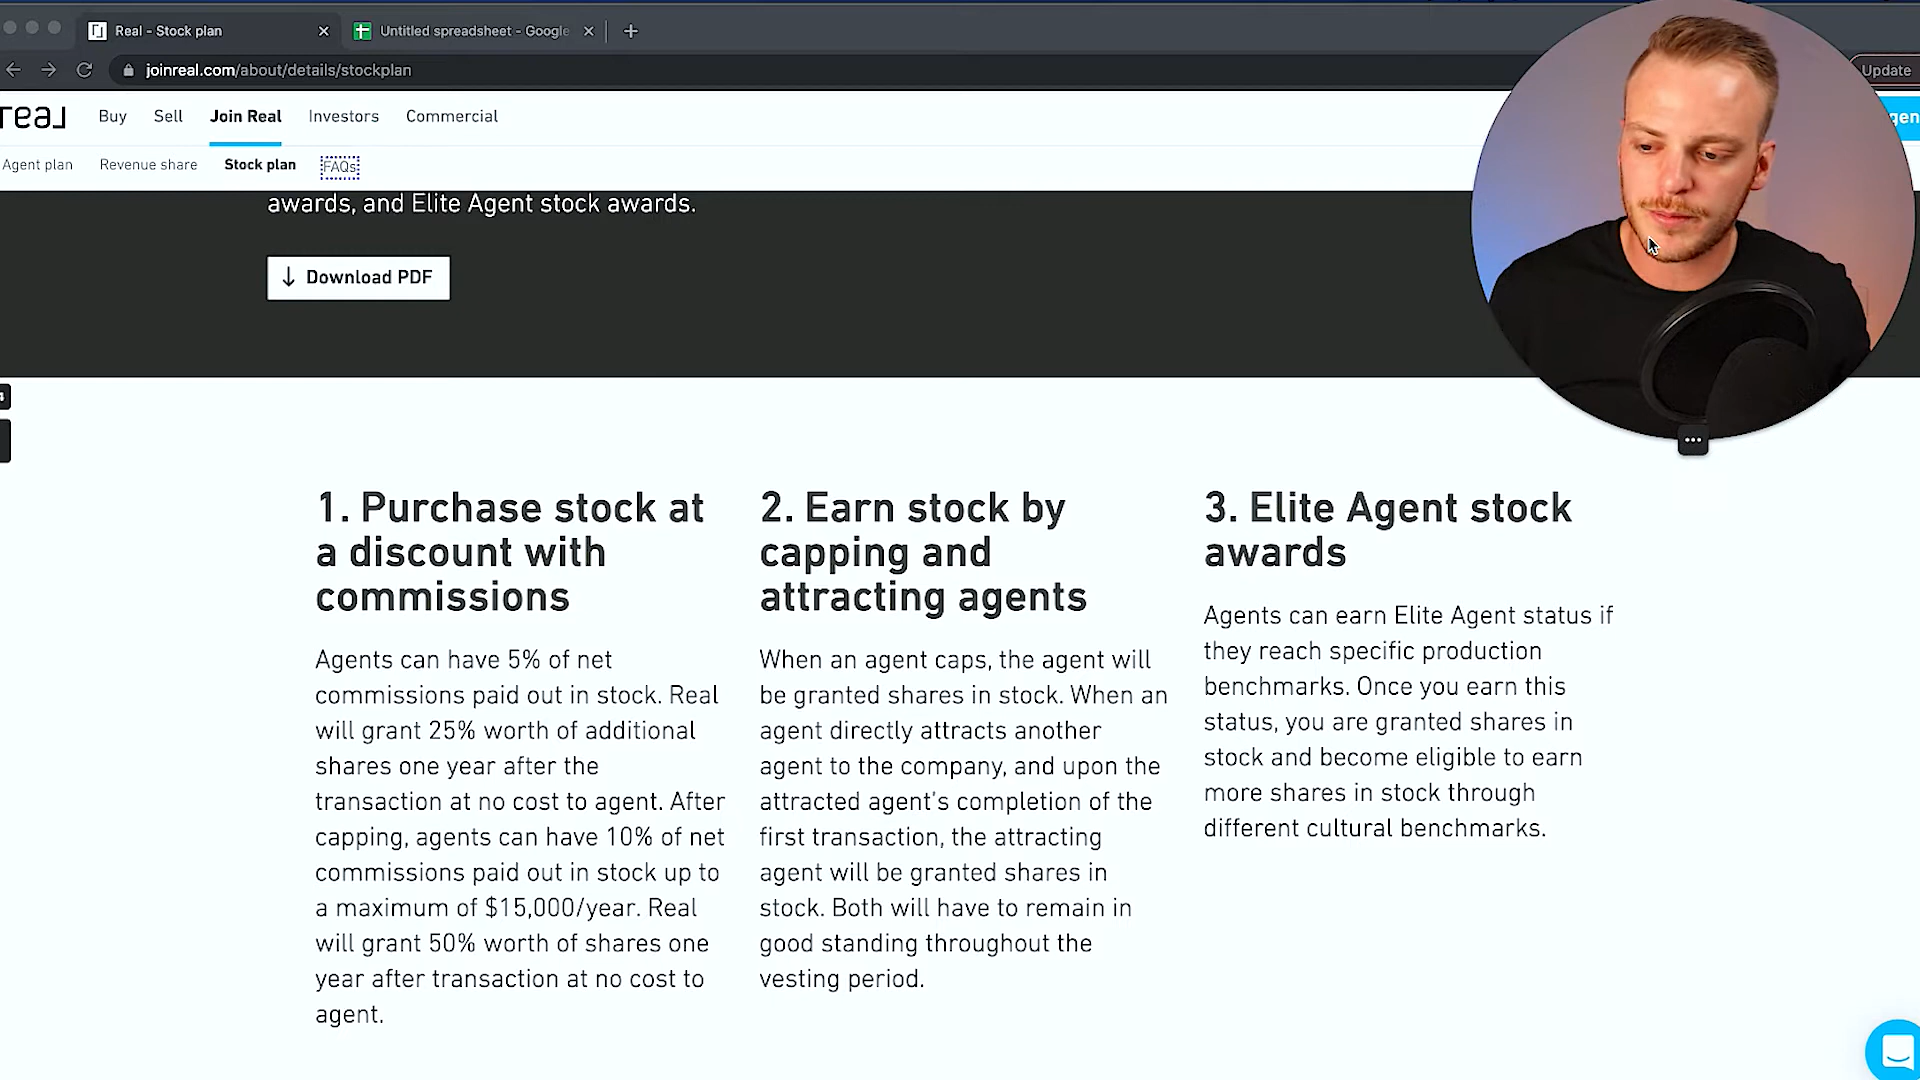 Real - Stock plan
Untitled spreadsheet - Google
joinreal.com/about/details/stockplan
Update
real
Buy
Sell
Join Real
Investors
Commercial
Agent plan
Revenue share
Stock plan
FAQs
awards, and Elite Agent stock awards.
Download PDF
1. Purchase stock at
a discount with
commissions
Agents can have 5% of net
commissions paid out in stock. Real
will grant 25% worth of additional
shares one year after the
transaction at no cost to agent. After
capping, agents can have 10% of net
commissions paid out in stock up to
a maximum of $15,000/year. Real
will grant 50% worth of shares one
year after transaction at no cost to
agent.
2. Earn stock by
capping and
attracting agents
When an agent caps, the agent will
be granted shares in stock. When an
agent directly attracts another
agent to the company, and upon the
attracted agent's completion of the
first transaction, the attracting
agent will be granted shares in
stock. Both will have to remain in
good standing throughout the
vesting period.
3. Elite Agent stock
awards
Agents can earn Elite Agent status if
they reach specific production
benchmarks. Once you earn this
status, you are granted shares in
stock and become eligible to earn
more shares in stock through
different cultural benchmarks.